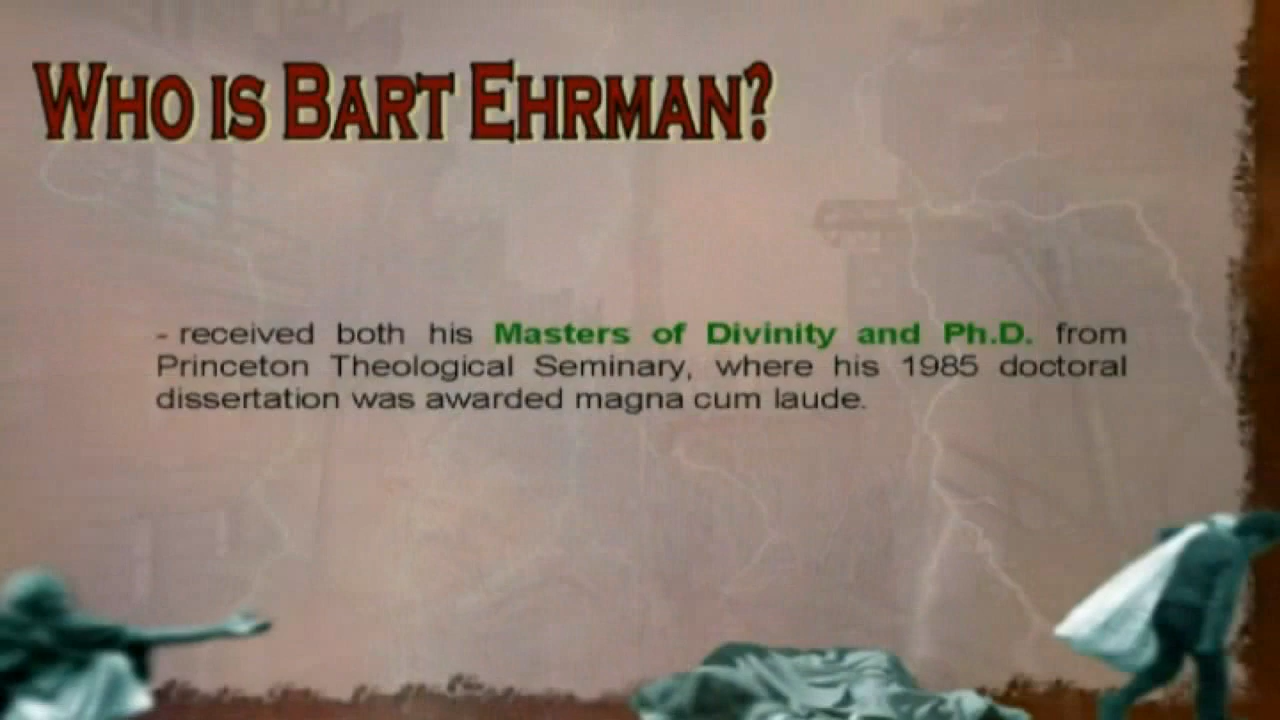 WHO IS BART EHRMAN?
- received both his Masters of Divinity and Ph.D. from
Princeton Theological Seminary, where his 1985 doctoral
dissertation was awarded magna cum laude.